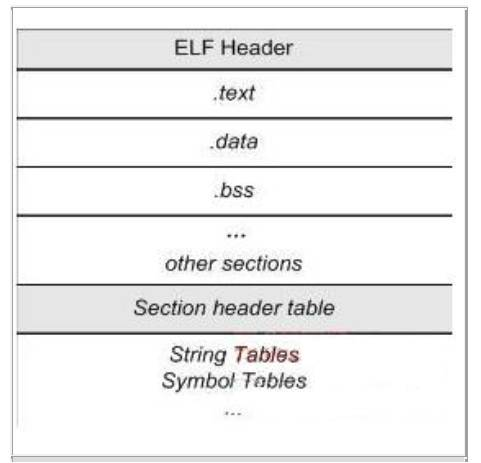 ELF Header
.text
.data
.bss
...
other sections
Section header table
String Tables
Symbol Tables
...